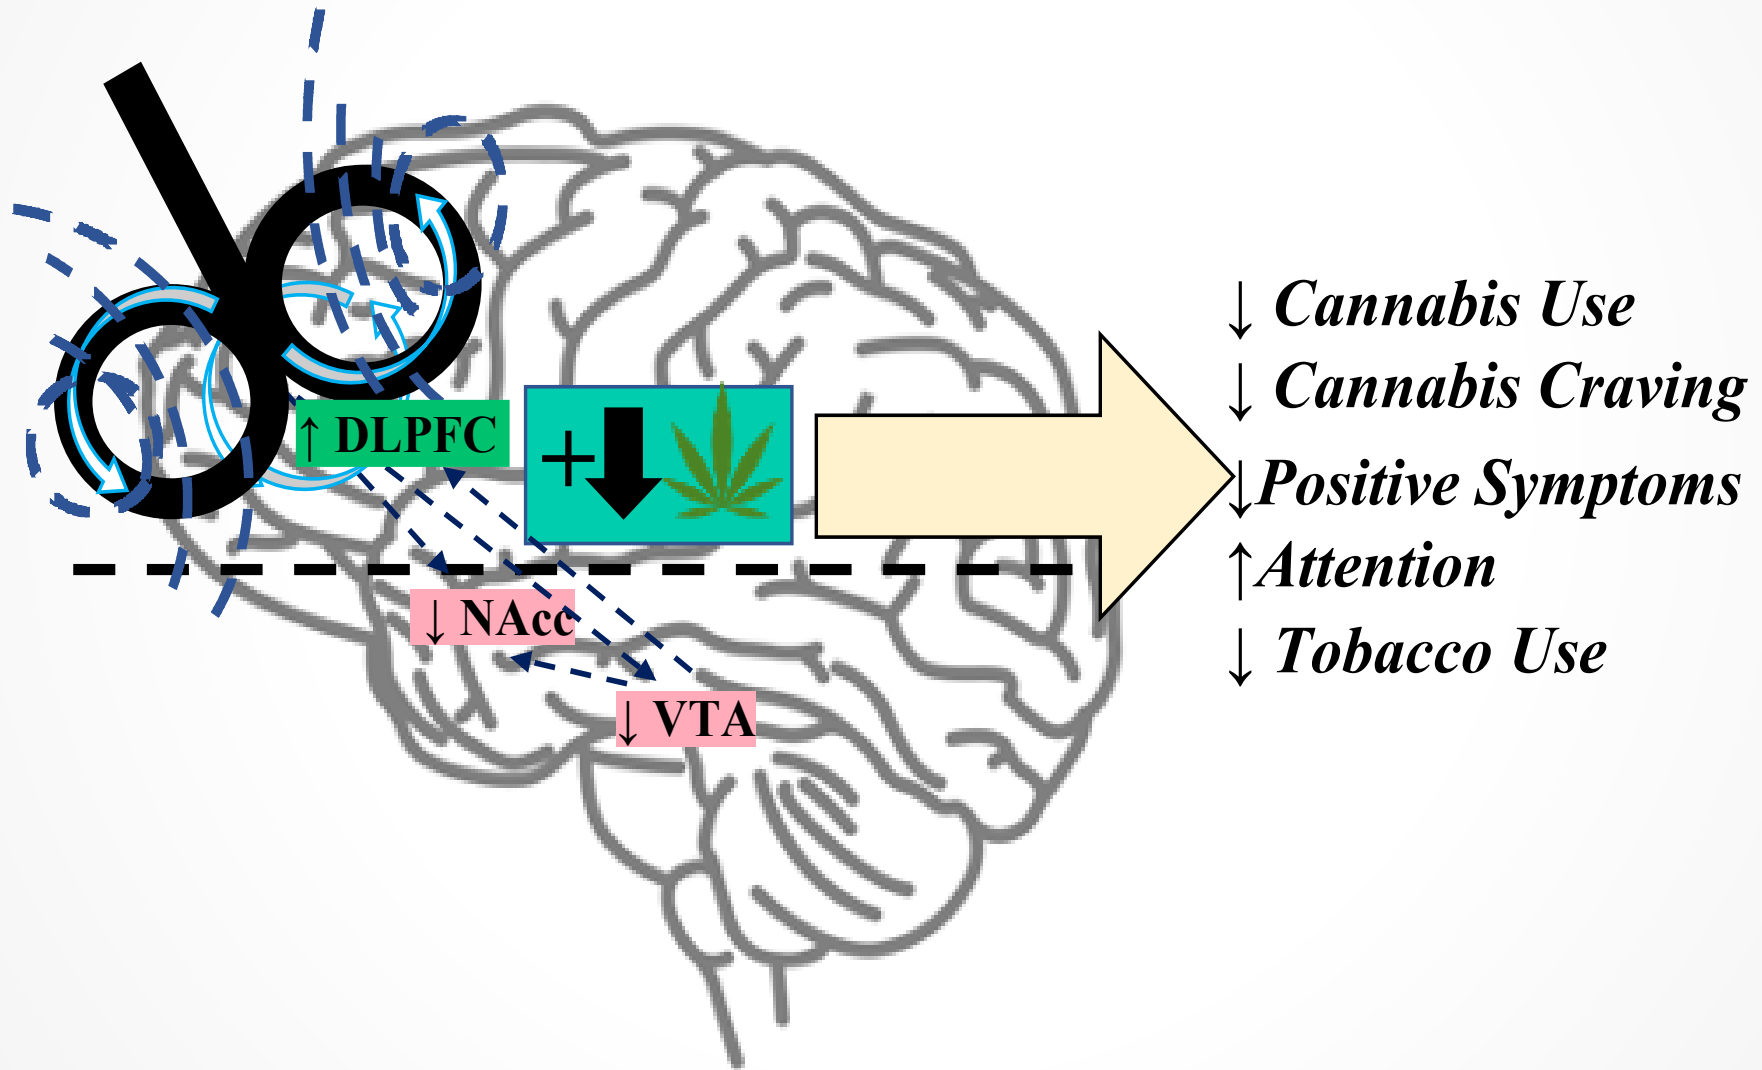 ↑ DLPFC
+
↓ NAcc
↓ VTA
↓ Cannabis Use
↓ Cannabis Craving
↓Positive Symptoms
↑Attention
↓ Tobacco Use